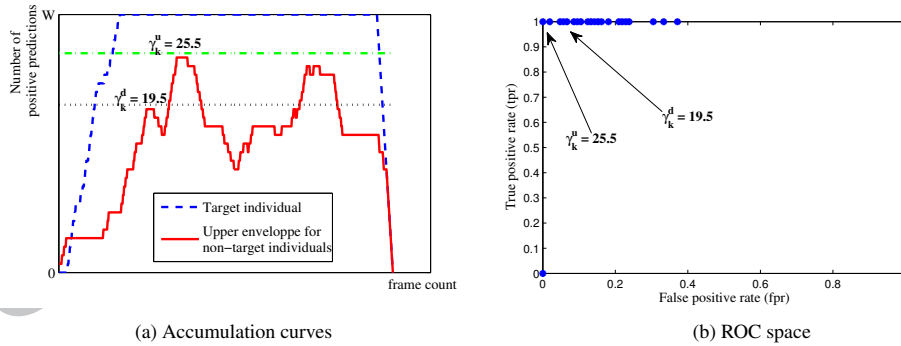 W
Number of
positive predictions
γ_k^u = 25.5
γ_k^d = 19.5
Target individual
Upper enveloppe for
non−target individuals
0
frame count
(a) Accumulation curves
1
0.9
0.8
0.7
0.6
0.5
0.4
0.3
0.2
0.1
0
True positive rate (tpr)
γ_k^d = 19.5
γ_k^u = 25.5
0
0.2
0.4
0.6
0.8
False positive rate (fpr)
(b) ROC space